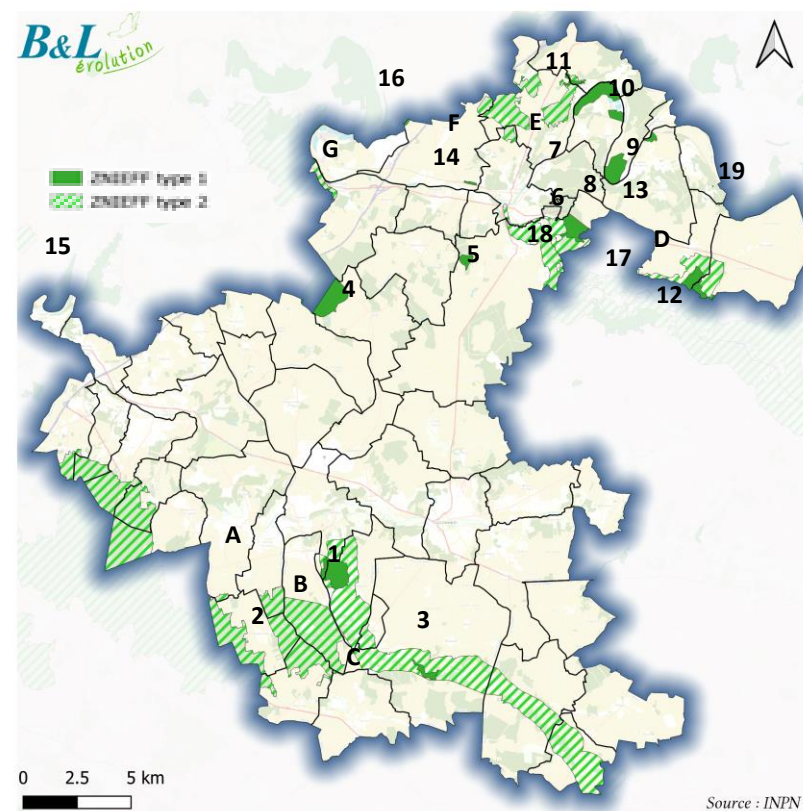 B&L
évolution
16
11
10
F
E
G
14
7
9
ZNIEFF type 1
8
13
19
6
ZNIEFF type 2
18
D
15
5
17
4
12
A
1
B
2
3
C
0 2.5 5 km
Source : INPN